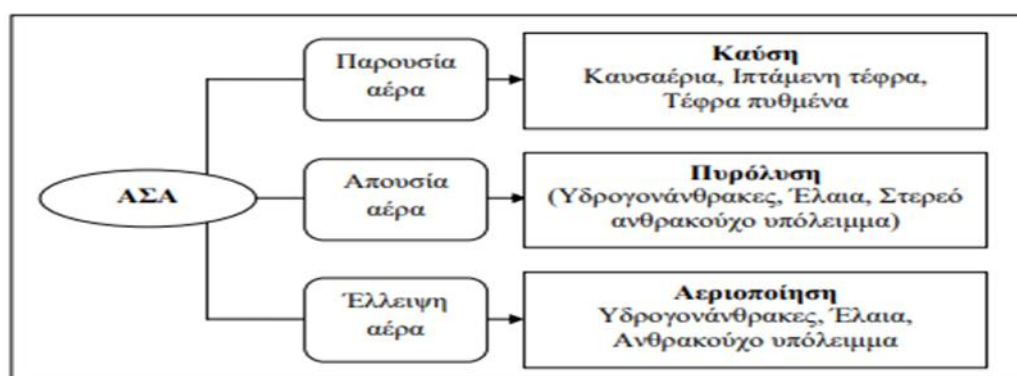 ΑΣΑ
Παρουσία
αέρα
Καύση
Καυσαέρια, Ιπτάμενη τέφρα,
Τέφρα πυθμένα
Απουσία
αέρα
Πυρόλυση
(Υδρογονάνθρακες, Έλαια, Στερεό
ανθρακούχο υπόλειμμα)
Έλλειψη
αέρα
Αεριοποίηση
Υδρογονάνθρακες, Έλαια,
Ανθρακούχο υπόλειμμα